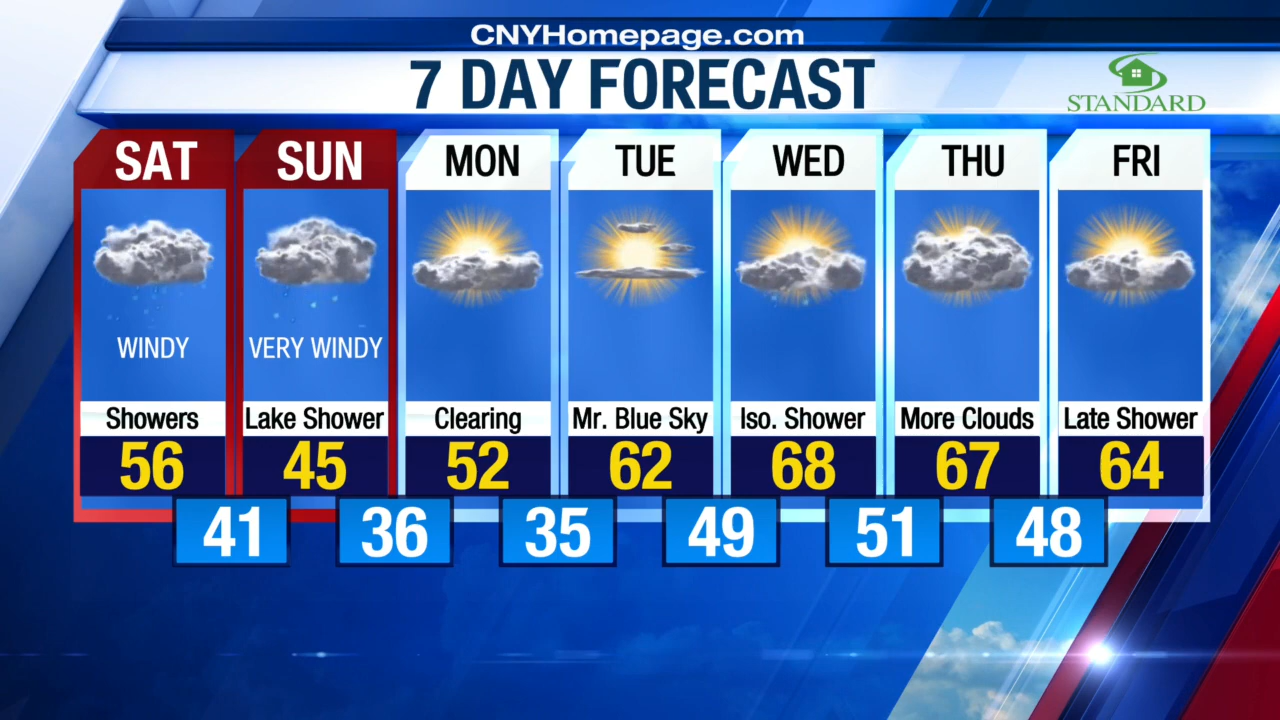 CNYHomepage.com
7 DAY FORECAST
STANDARD
SAT SUN MON TUE WED THU FRI
WINDY VERY WINDY
Showers Lake Shower Clearing Mr. Blue Sky Iso. Shower More Clouds Late Shower
56 45 52 62 68 67 64
41 36 35 49 51 48